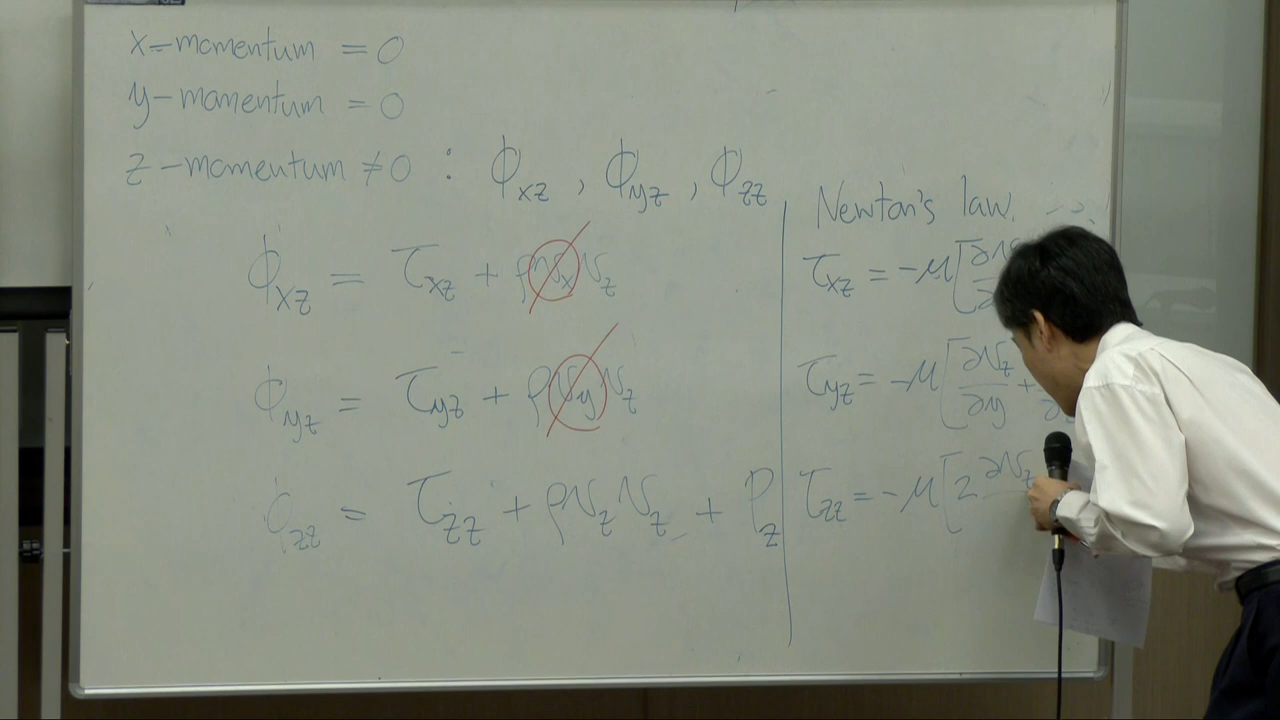 x-momentum = 0
y-momentum = 0
z-momentum ≠ 0 : ϕxz , ϕyz , ϕzz
ϕxz = τxz + ρvxvz
ϕyz = τyz + ρvyvz
ϕzz = τzz + ρvzvz + Pz
Newton's law.
τxz = -μ[∂v
τyz = -μ[∂vz/∂y +
τzz = -μ[2 ∂vz